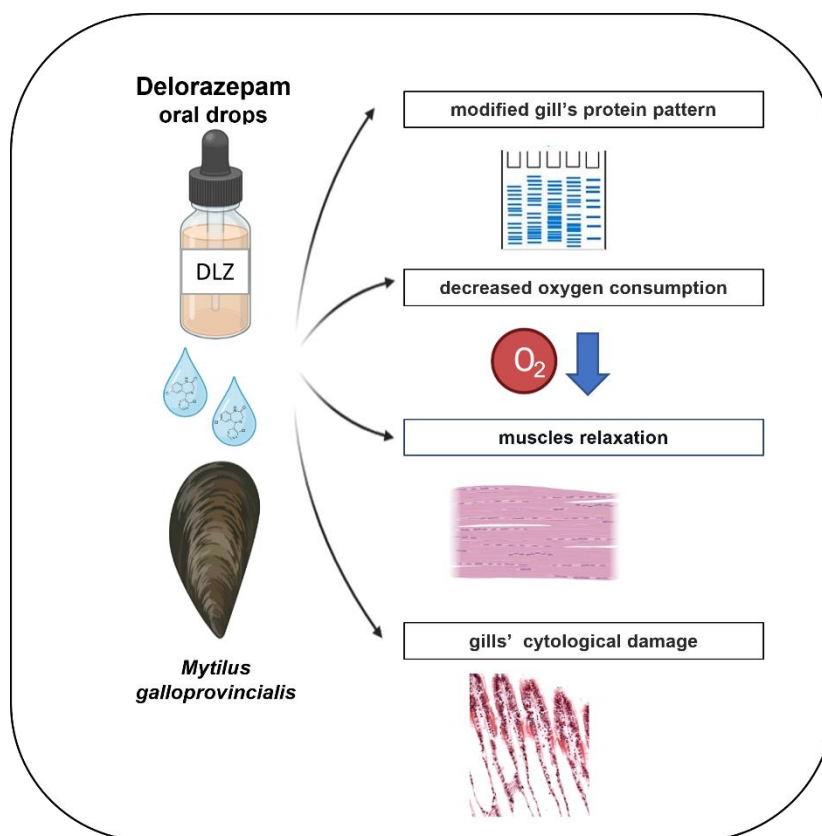 Delorazepam
oral drops
DLZ
Mytilus
galloprovincialis
modified gill's protein pattern
decreased oxygen consumption
O2
muscles relaxation
gills' cytological damage